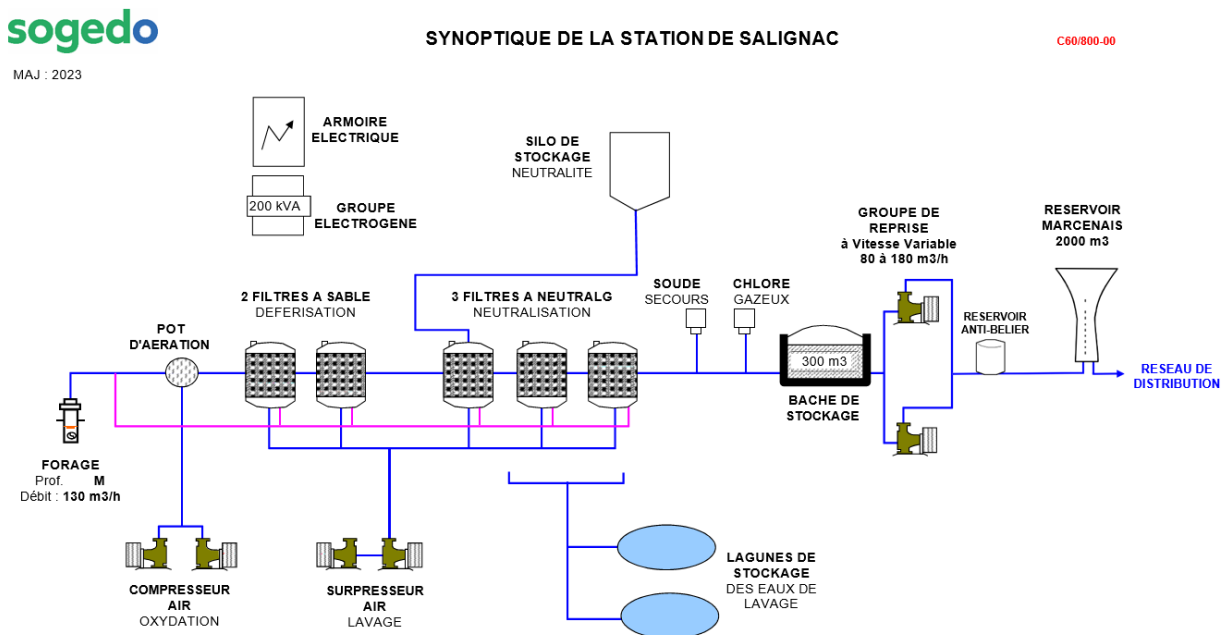 sogedo
SYNOPTIQUE DE LA STATION DE SALIGNAC
C60/800-00
MAJ : 2023
ARMOIRE
ELECTRIQUE
200 kVA
GROUPE
ELECTROGENE
SILO DE
STOCKAGE
NEUTRALITE
GROUPE DE
REPRISE
à Vitesse Variable
80 à 180 m3/h
RESERVOIR
MARCENAIS
2000 m3
2 FILTRES A SABLE
DEFERISATION
3 FILTRES A NEUTRALG
NEUTRALISATION
SOUDE
SECOURS
CHLORE
GAZEUX
RESERVOIR
ANTI-BELIER
POT
D'AERATION
300 m3
BACHE DE
STOCKAGE
RESEAU DE
DISTRIBUTION
FORAGE
Prof. M
Débit : 130 m3/h
COMPRESSEUR
AIR
OXYDATION
SURPRESSEUR
AIR
LAVAGE
LAGUNES DE
STOCKAGE
DES EAUX DE
LAVAGE